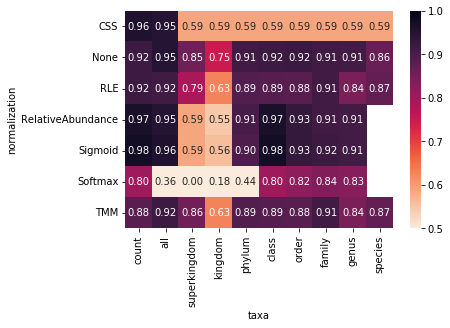 CSS 0.96 0.95 0.59 0.59 0.59 0.59 0.59 0.59 0.59 0.59
None 0.92 0.95 0.85 0.75 0.91 0.92 0.92 0.91 0.91 0.86
RLE 0.92 0.92 0.79 0.63 0.89 0.89 0.88 0.91 0.84 0.87
RelativeAbundance 0.97 0.95 0.59 0.55 0.91 0.97 0.93 0.91 0.91
Sigmoid 0.98 0.96 0.59 0.56 0.90 0.98 0.93 0.92 0.91
Softmax 0.80 0.36 0.00 0.18 0.44 0.80 0.82 0.84 0.83
TMM 0.88 0.92 0.86 0.63 0.89 0.89 0.88 0.91 0.84 0.87
normalization
count all superkingdom kingdom phylum class order family genus species
taxa
1.0
0.9
0.8
0.7
0.6
0.5